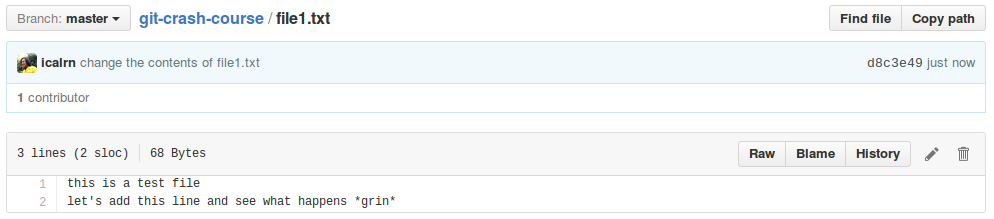 Branch: master git-crash-course / file1.txt Find file Copy path
icalrn change the contents of file1.txt d8c3e49 just now
1 contributor
3 lines (2 sloc) 68 Bytes Raw Blame History
1 this is a test file
2 let's add this line and see what happens *grin*